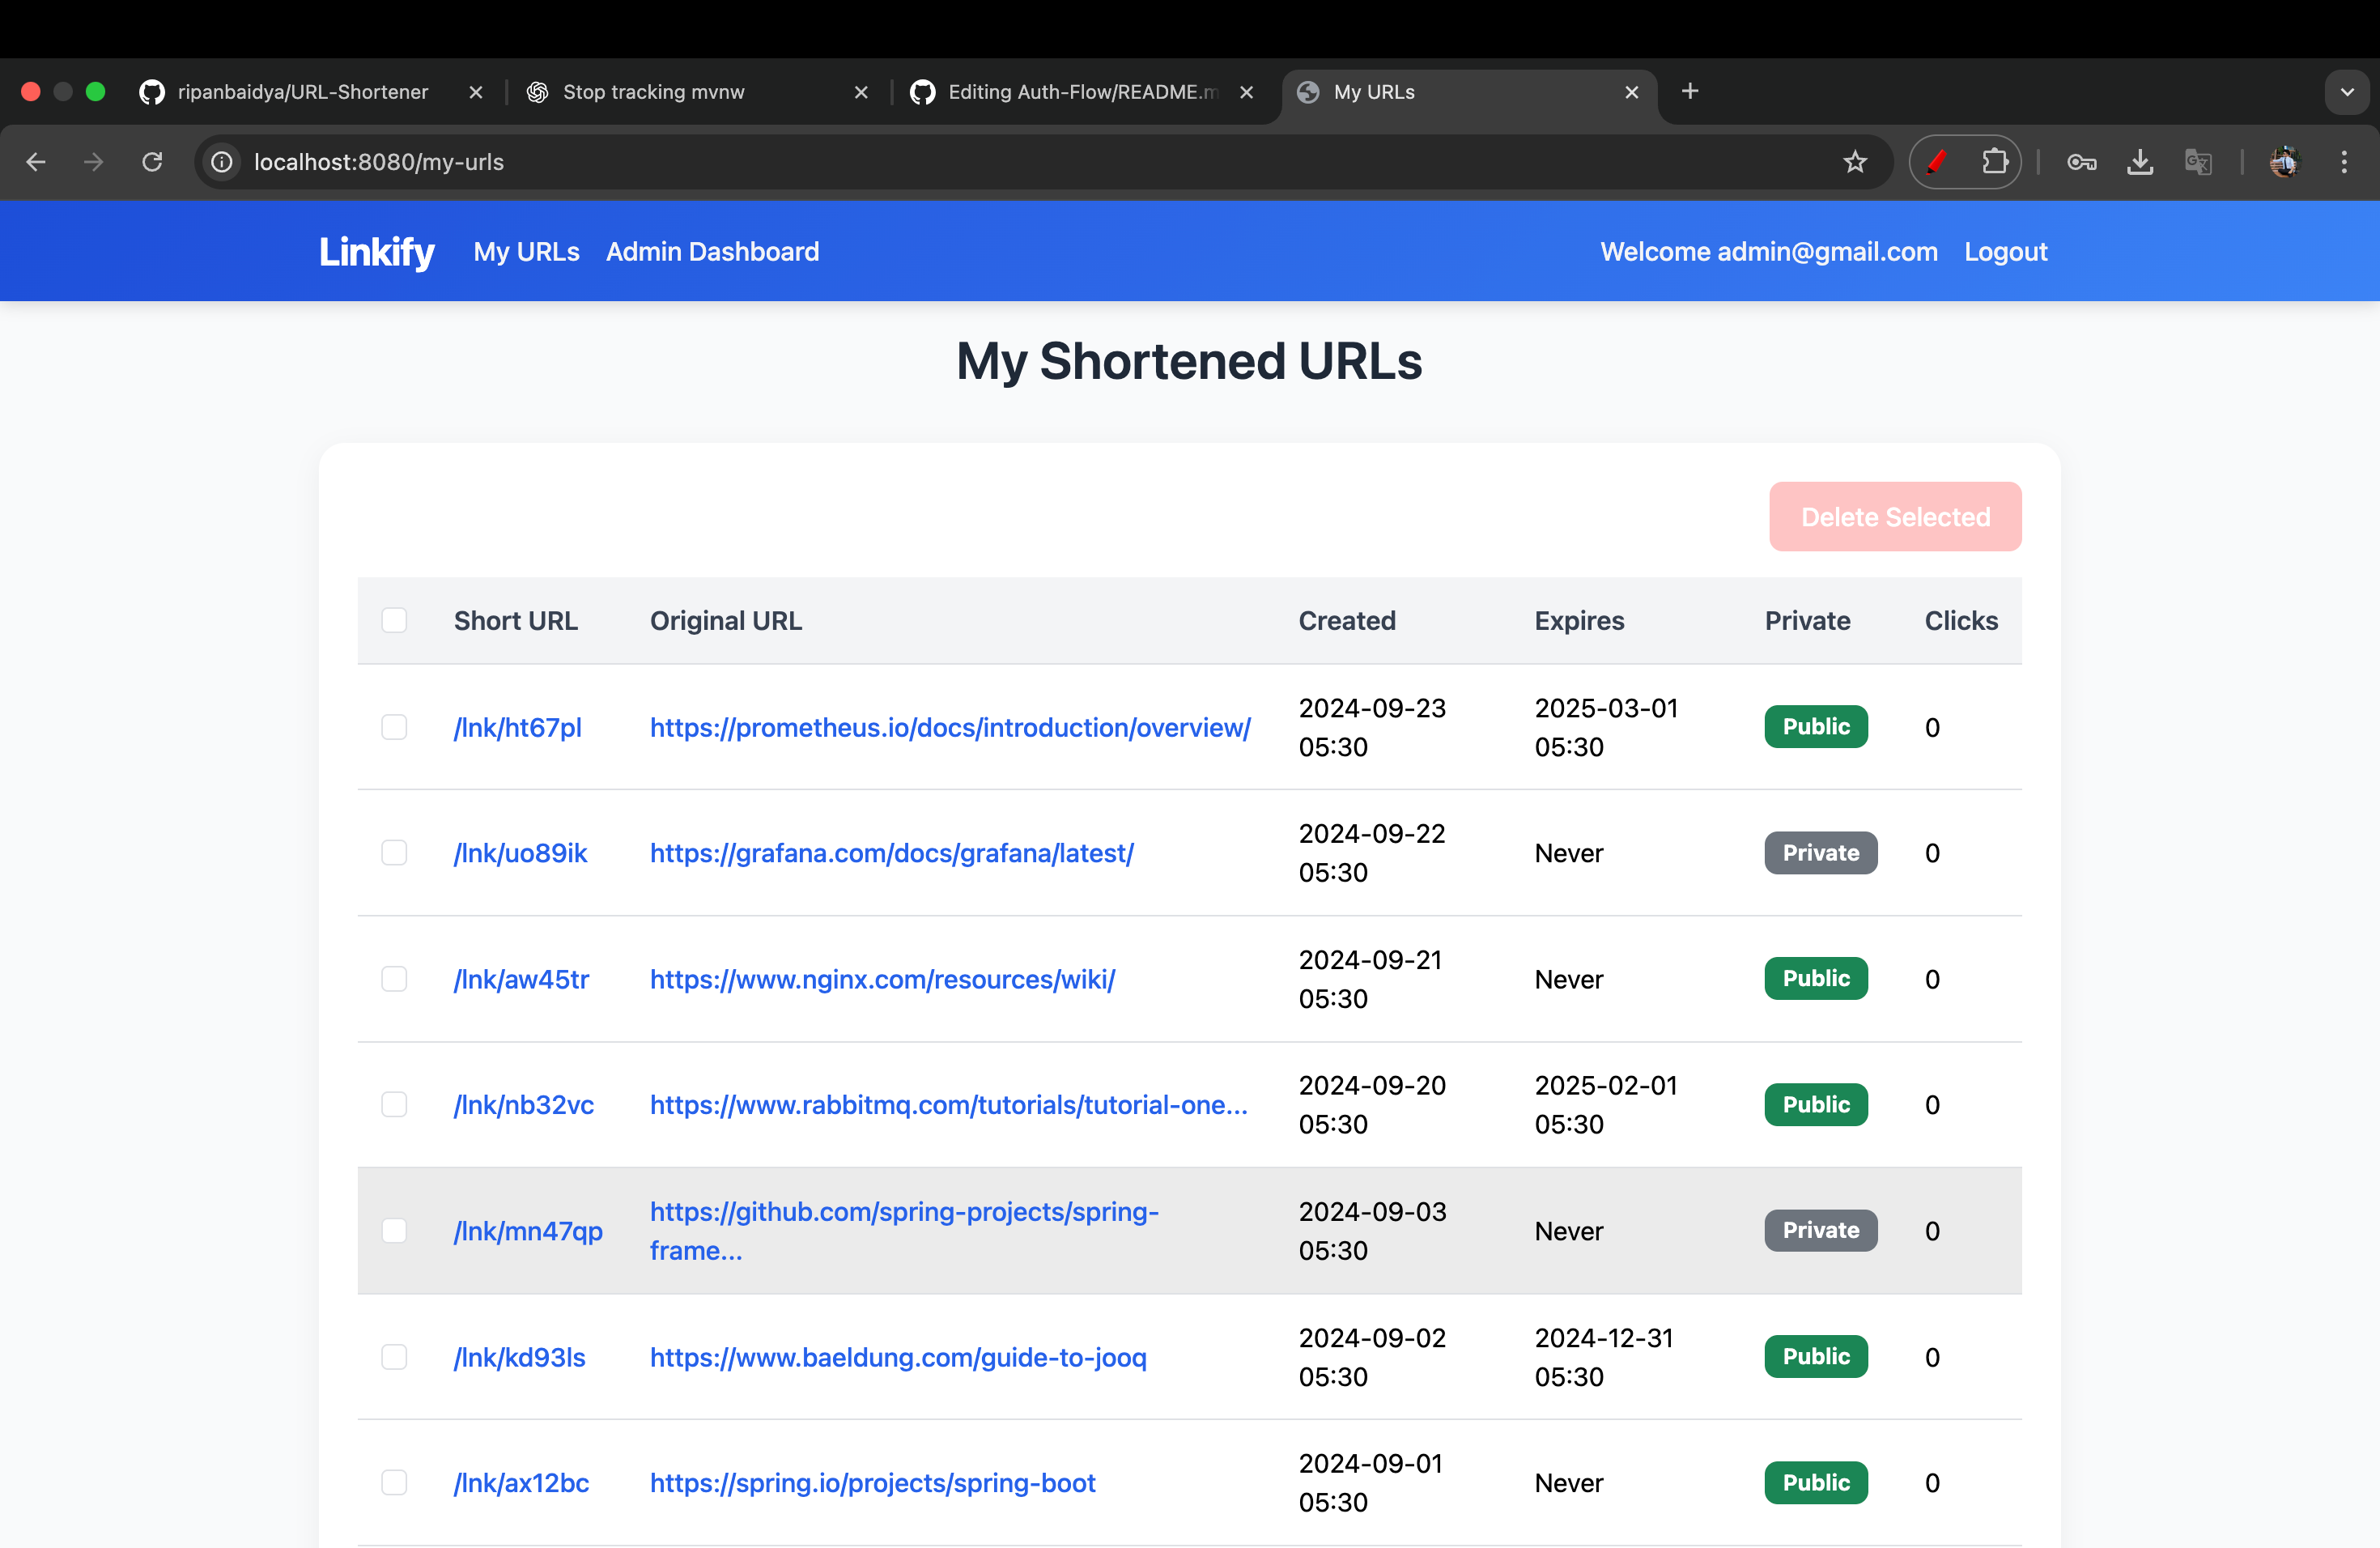 ripanbaidya/URL-Shortener
Stop tracking mvnw
Editing Auth-Flow/README.m
My URLs
localhost:8080/my-urls
Linkify My URLs Admin Dashboard Welcome admin@gmail.com Logout
My Shortened URLs
Delete Selected
Short URL Original URL Created Expires Private Clicks
/lnk/ht67pl https://prometheus.io/docs/introduction/overview/ 2024-09-23 05:30 2025-03-01 05:30 Public 0
/lnk/uo89ik https://grafana.com/docs/grafana/latest/ 2024-09-22 05:30 Never Private 0
/lnk/aw45tr https://www.nginx.com/resources/wiki/ 2024-09-21 05:30 Never Public 0
/lnk/nb32vc https://www.rabbitmq.com/tutorials/tutorial-one... 2024-09-20 05:30 2025-02-01 05:30 Public 0
/lnk/mn47qp https://github.com/spring-projects/spring-frame... 2024-09-03 05:30 Never Private 0
/lnk/kd93ls https://www.baeldung.com/guide-to-jooq 2024-09-02 05:30 2024-12-31 05:30 Public 0
/lnk/ax12bc https://spring.io/projects/spring-boot 2024-09-01 05:30 Never Public 0